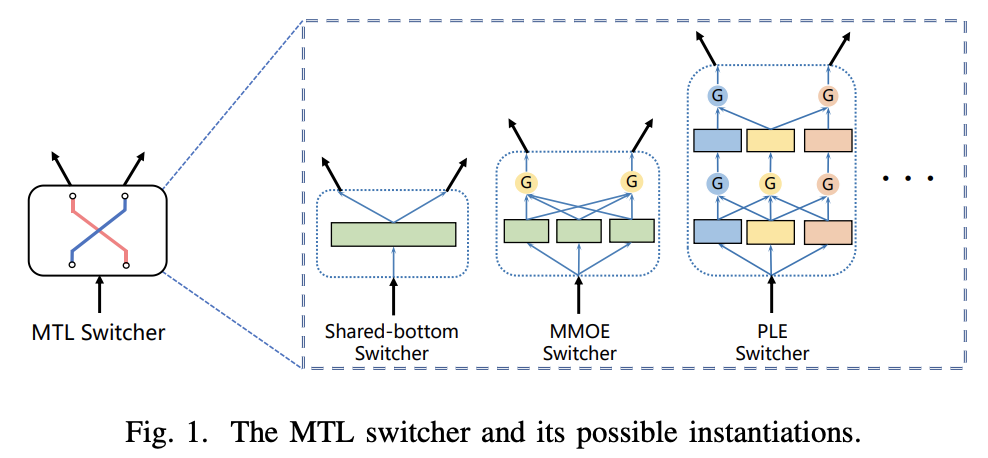 G
G
G
G
G
G
G
. . .
MTL Switcher
Shared-bottom
Switcher
MMOE
Switcher
PLE
Switcher
Fig. 1. The MTL switcher and its possible instantiations.